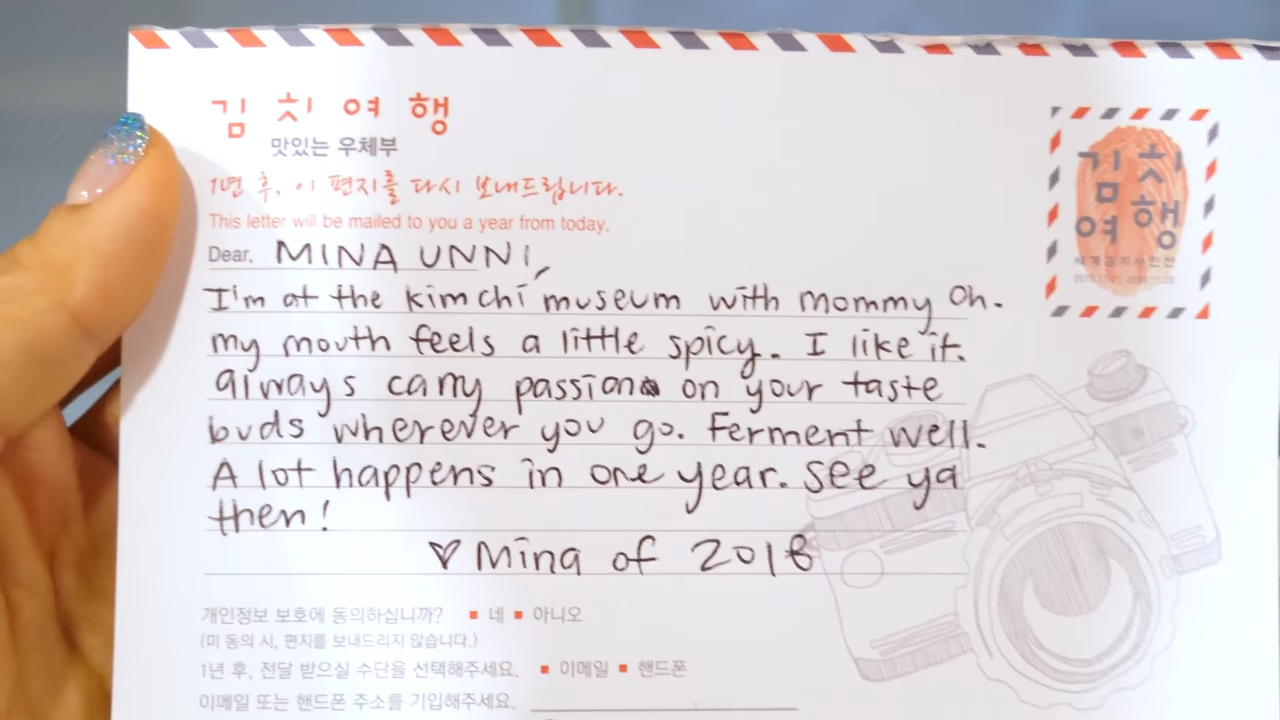 김치여행
맛있는 우체부
1년 후, 이 편지를 다시 보내드립니다.
This letter will be mailed to you a year from today.
Dear. MINA UNNI,
I'm at the kimchi museum with mommy Oh.
my mouth feels a little spicy. I like it.
always carry passion on your taste
buds wherever you go. Ferment well.
A lot happens in one year. see ya
then!
♡ Mina of 2018
김치
여행
세계김치사진전
개인정보 보호에 동의하십니까? ■ 네 ■ 아니오
(미 동의 시, 편지를 보내드리지 않습니다.)
1년 후, 전달 받으실 수단을 선택해주세요. ■ 이메일 ■ 핸드폰
이메일 또는 핸드폰 주소를 기입해주세요.